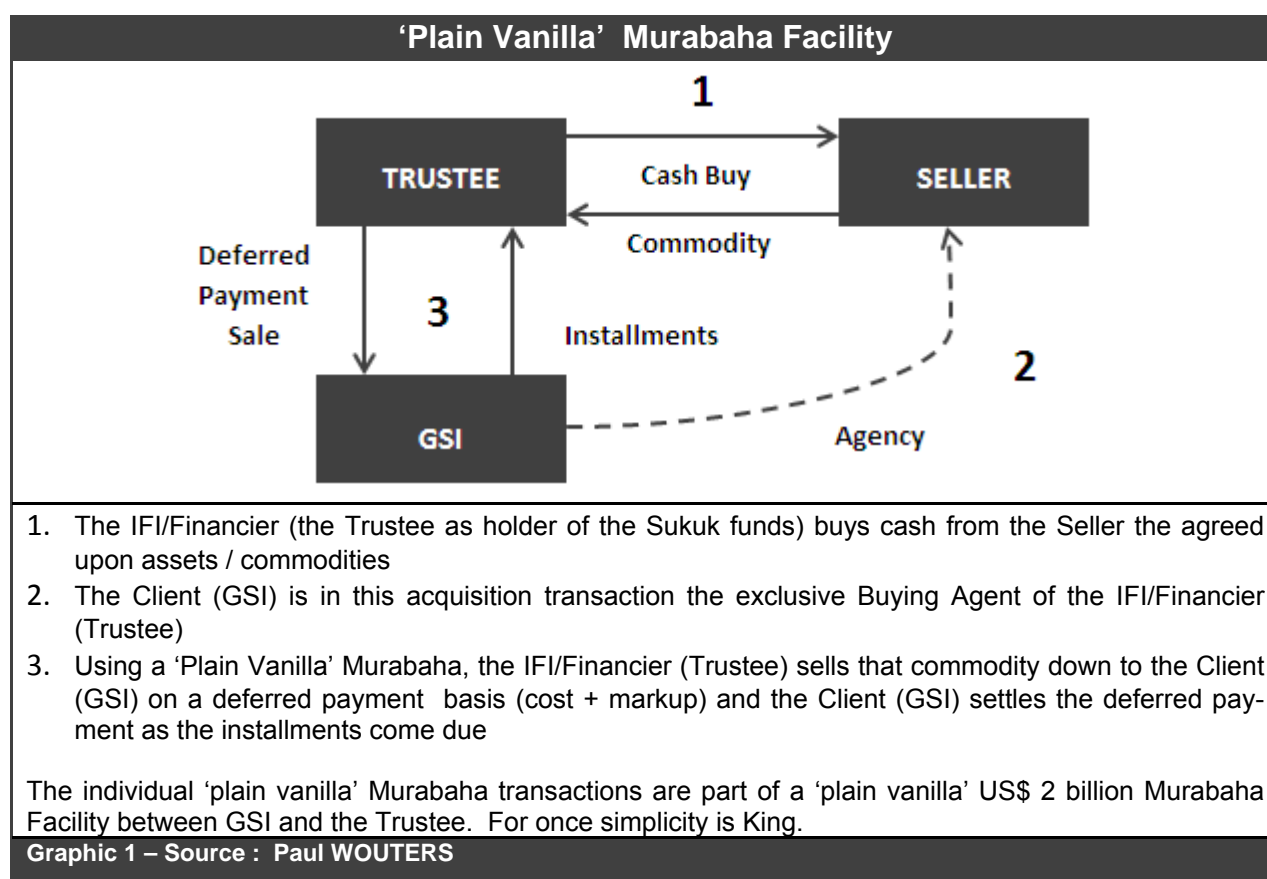 ‘Plain Vanilla’  Murabaha Facility
1
TRUSTEE
Cash Buy
SELLER
Commodity
Deferred
Payment
Sale
3
Installments
2
GSI
Agency
1. The IFI/Financier (the Trustee as holder of the Sukuk funds) buys cash from the Seller the agreed
upon assets / commodities
2. The Client (GSI) is in this acquisition transaction the exclusive Buying Agent of the IFI/Financier
(Trustee)
3. Using a ‘Plain Vanilla’ Murabaha, the IFI/Financier (Trustee) sells that commodity down to the Client
(GSI) on a deferred payment  basis (cost + markup) and the Client (GSI) settles the deferred pay-
ment as the installments come due
The individual ‘plain vanilla’ Murabaha transactions are part of a ‘plain vanilla’ US$ 2 billion Murabaha
Facility between GSI and the Trustee.  For once simplicity is King.
Graphic 1 – Source :  Paul WOUTERS